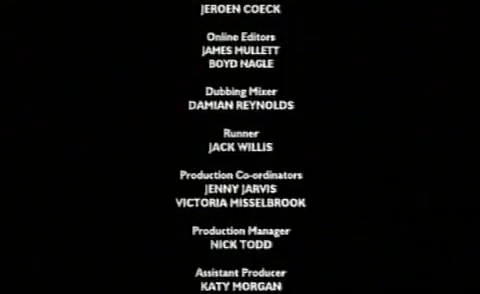 JEROEN COECK
Online Editors
JAMES MULLETT
BOYD NAGLE
Dubbing Mixer
DAMIAN REYNOLDS
Runner
JACK WILLIS
Production Co-ordinators
JENNY JARVIS
VICTORIA MISSELBROOK
Production Manager
NICK TODD
Assistant Producer
KATY MORGAN